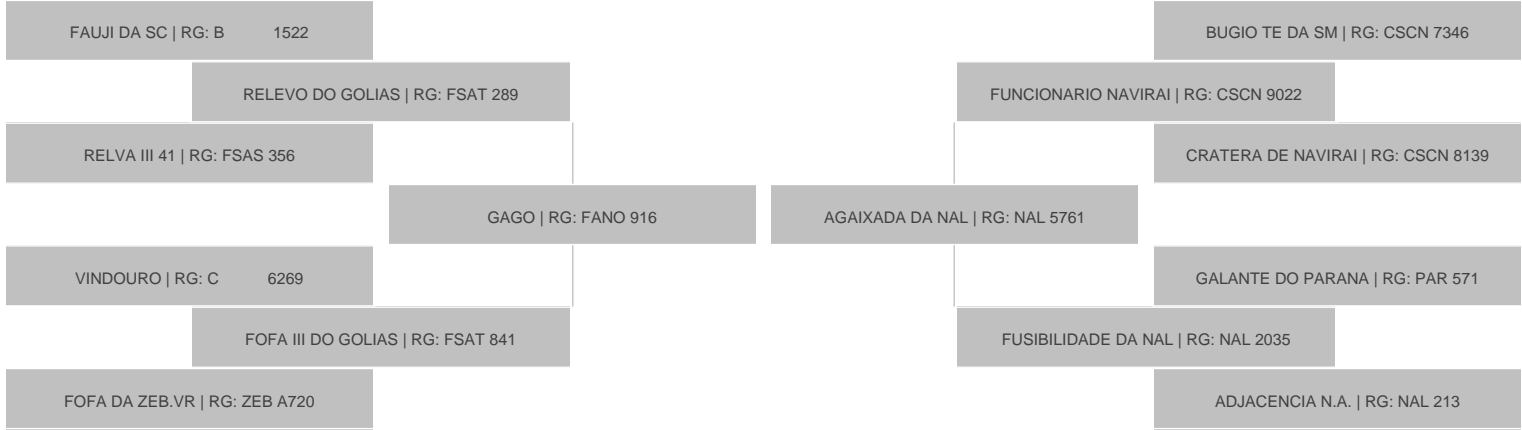 FAUJI DA SC | RG: B 1522
BUGIO TE DA SM | RG: CSCN 7346
RELEVO DO GOLIAS | RG: FSAT 289
FUNCIONARIO NAVIRAI | RG: CSCN 9022
RELVA III 41 | RG: FSAS 356
CRATERA DE NAVIRAI | RG: CSCN 8139
GAGO | RG: FANO 916
AGAIXADA DA NAL | RG: NAL 5761
VINDOURO | RG: C 6269
GALANTE DO PARANA | RG: PAR 571
FOFA III DO GOLIAS | RG: FSAT 841
FUSIBILIDADE DA NAL | RG: NAL 2035
FOFA DA ZEB.VR | RG: ZEB A720
ADJACENCIA N.A. | RG: NAL 213